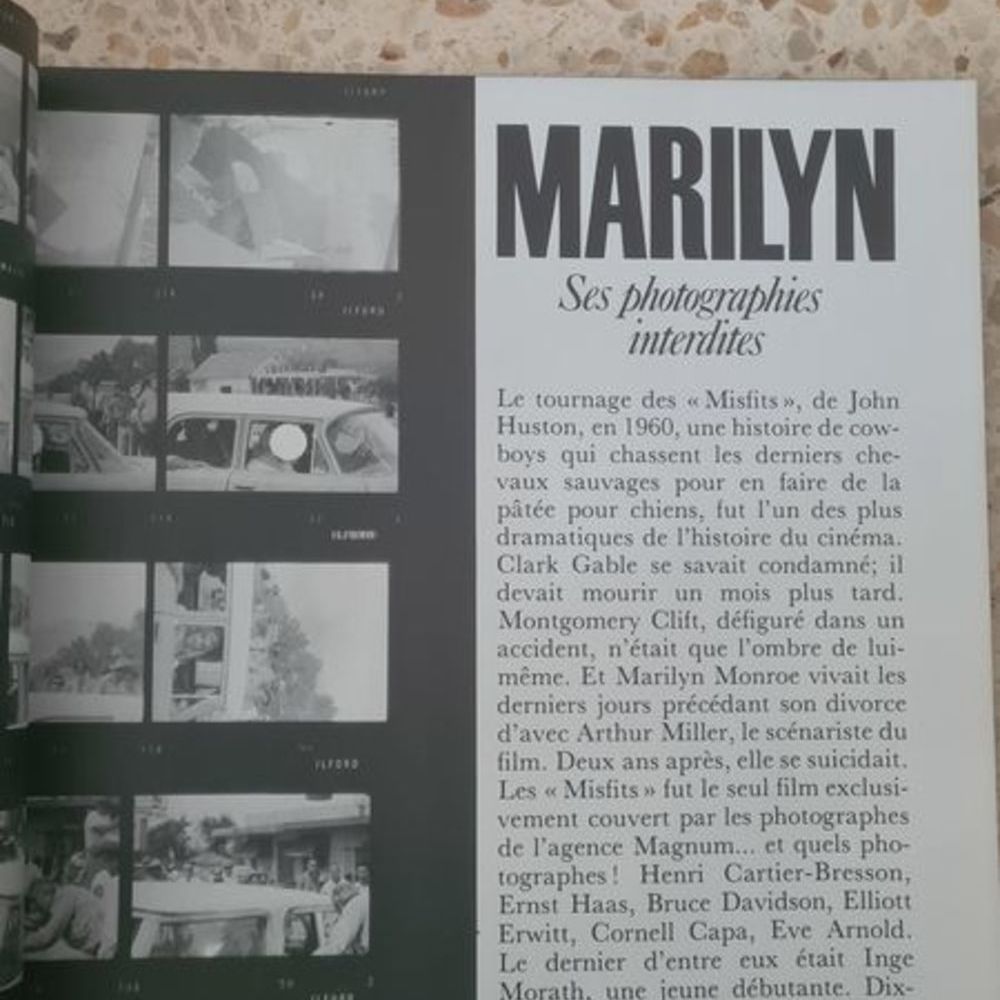 ILFORD
ILFORD
ILFORD
MARILYN
Ses photographies
interdites
Le tournage des « Misfits », de John
Huston, en 1960, une histoire de cow-
boys qui chassent les derniers che-
vaux sauvages pour en faire de la
pâtée pour chiens, fut l'un des plus
dramatiques de l'histoire du cinéma.
Clark Gable se savait condamné; il
devait mourir un mois plus tard.
Montgomery Clift, défiguré dans un
accident, n'était que l'ombre de lui-
même. Et Marilyn Monroe vivait les
derniers jours précédant son divorce
d'avec Arthur Miller, le scénariste du
film. Deux ans après, elle se suicidait.
Les « Misfits » fut le seul film exclusi-
vement couvert par les photographes
de l'agence Magnum... et quels pho-
tographes ! Henri Cartier-Bresson,
Ernst Haas, Bruce Davidson, Elliott
Erwitt, Cornell Capa, Eve Arnold.
Le dernier d'entre eux était Inge
Morath, une jeune débutante. Dix-